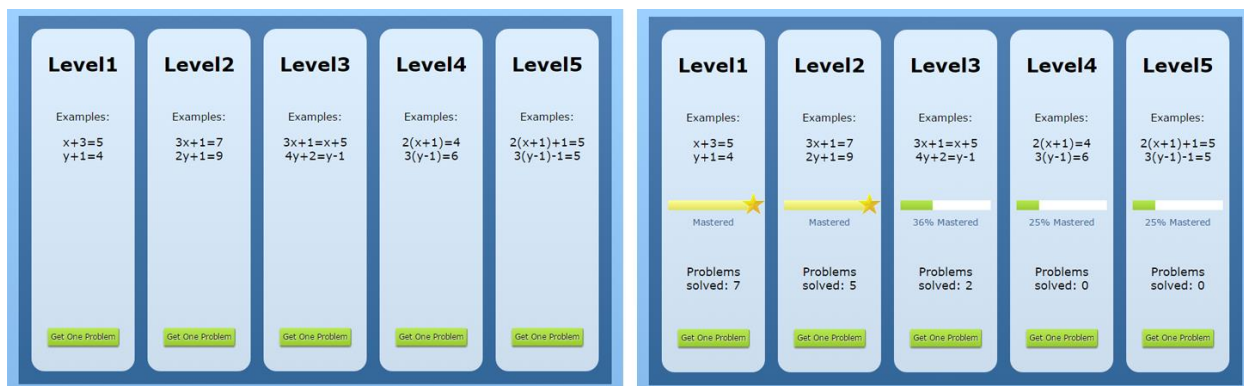 Level1
Examples:
x+3=5
y+1=4
Get One Problem
Level2
Examples:
3x+1=7
2y+1=9
Get One Problem
Level3
Examples:
3x+1=x+5
4y+2=y-1
Get One Problem
Level4
Examples:
2(x+1)=4
3(y-1)=6
Get One Problem
Level5
Examples:
2(x+1)+1=5
3(y-1)-1=5
Get One Problem
Level1
Examples:
x+3=5
y+1=4
Mastered
Problems
solved: 7
Get One Problem
Level2
Examples:
3x+1=7
2y+1=9
Mastered
Problems
solved: 5
Get One Problem
Level3
Examples:
3x+1=x+5
4y+2=y-1
36% Mastered
Problems
solved: 2
Get One Problem
Level4
Examples:
2(x+1)=4
3(y-1)=6
25% Mastered
Problems
solved: 0
Get One Problem
Level5
Examples:
2(x+1)+1=5
3(y-1)-1=5
25% Mastered
Problems
solved: 0
Get One Problem